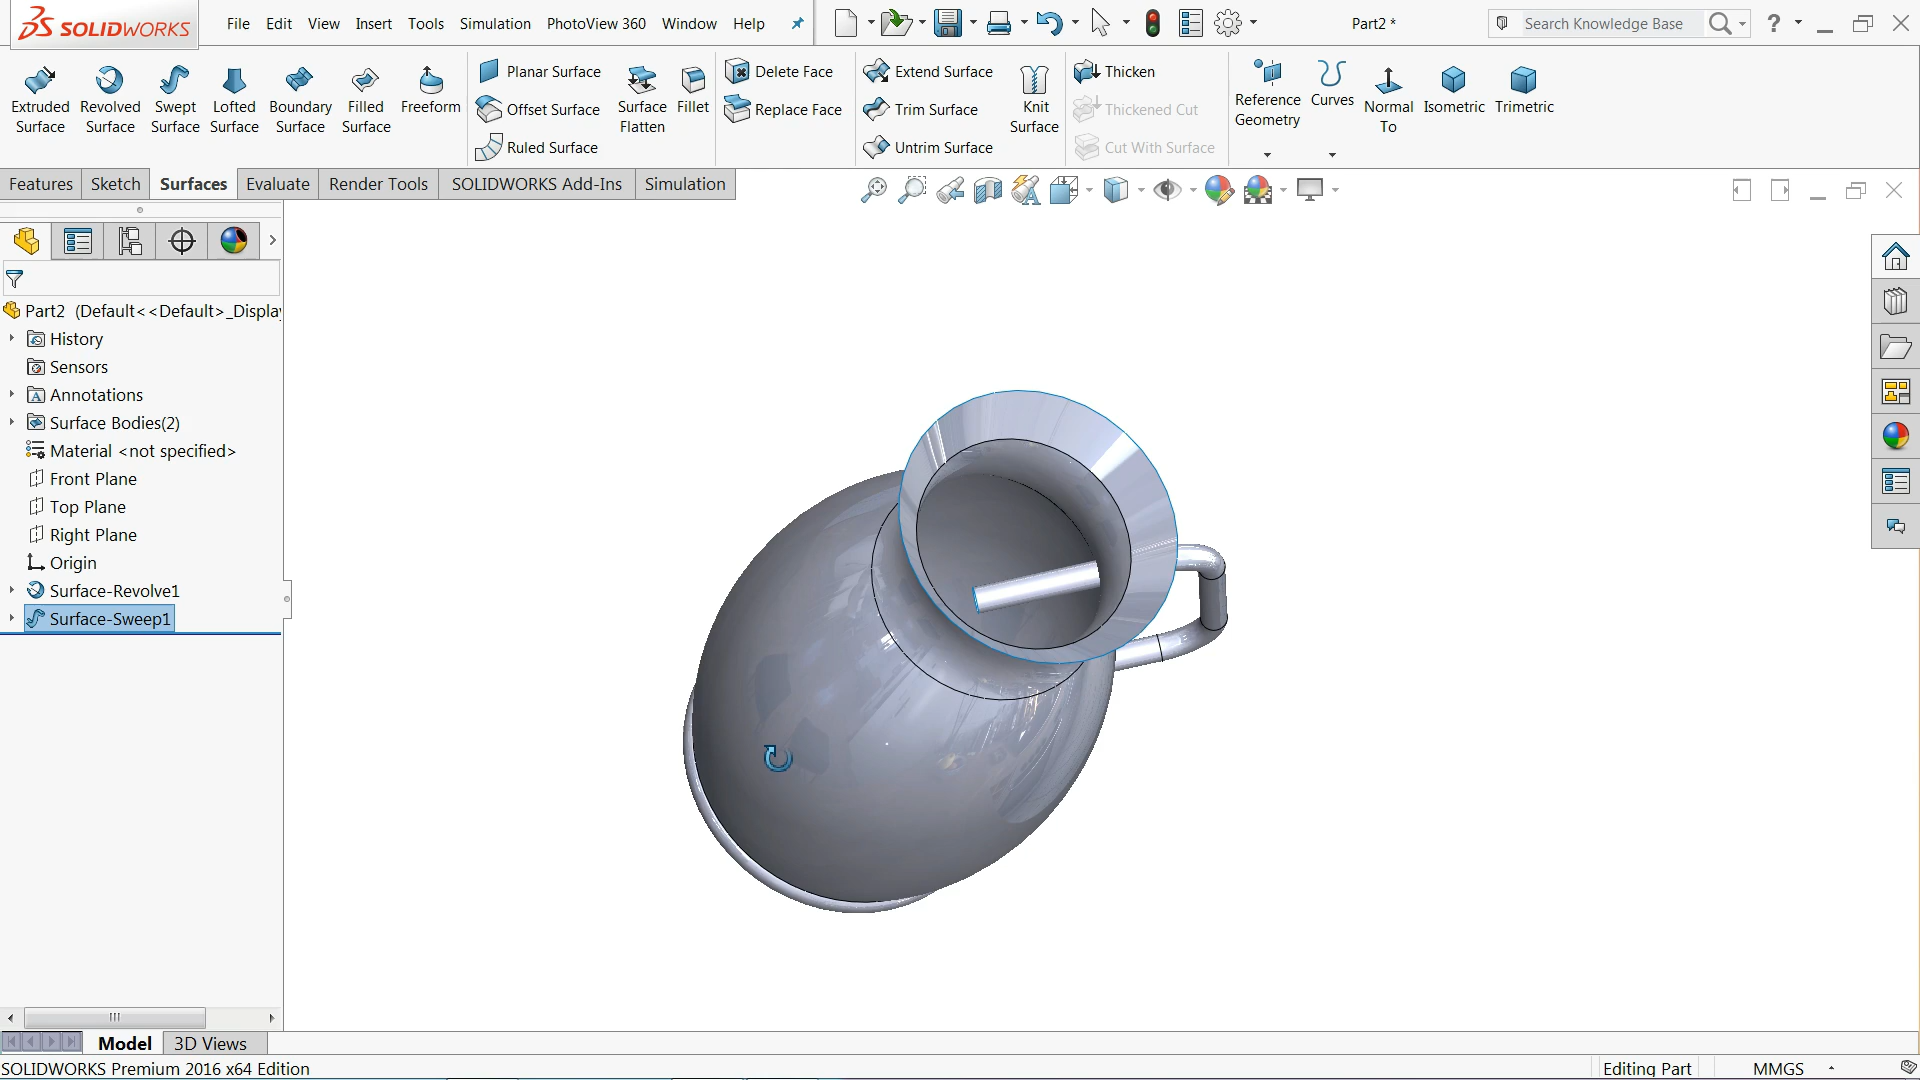 SOLIDWORKS File Edit View Insert Tools Simulation PhotoView 360 Window Help Part2 * Search Knowledge Base ?
Extruded Surface
Revolved Surface
Swept Surface
Lofted Surface
Boundary Surface
Filled Surface
Freeform
Planar Surface
Offset Surface
Ruled Surface
Surface Flatten
Fillet
Delete Face
Replace Face
Extend Surface
Trim Surface
Untrim Surface
Knit Surface
Thicken
Thickened Cut
Cut With Surface
Reference Geometry
Curves
Normal To
Isometric
Trimetric
Features Sketch Surfaces Evaluate Render Tools SOLIDWORKS Add-Ins Simulation
Part2 (Default<<Default>_Displa
History
Sensors
A Annotations
Surface Bodies(2)
Material <not specified>
Front Plane
Top Plane
Right Plane
Origin
Surface-Revolve1
Surface-Sweep1
Model 3D Views
SOLIDWORKS Premium 2016 x64 Edition Editing Part MMGS